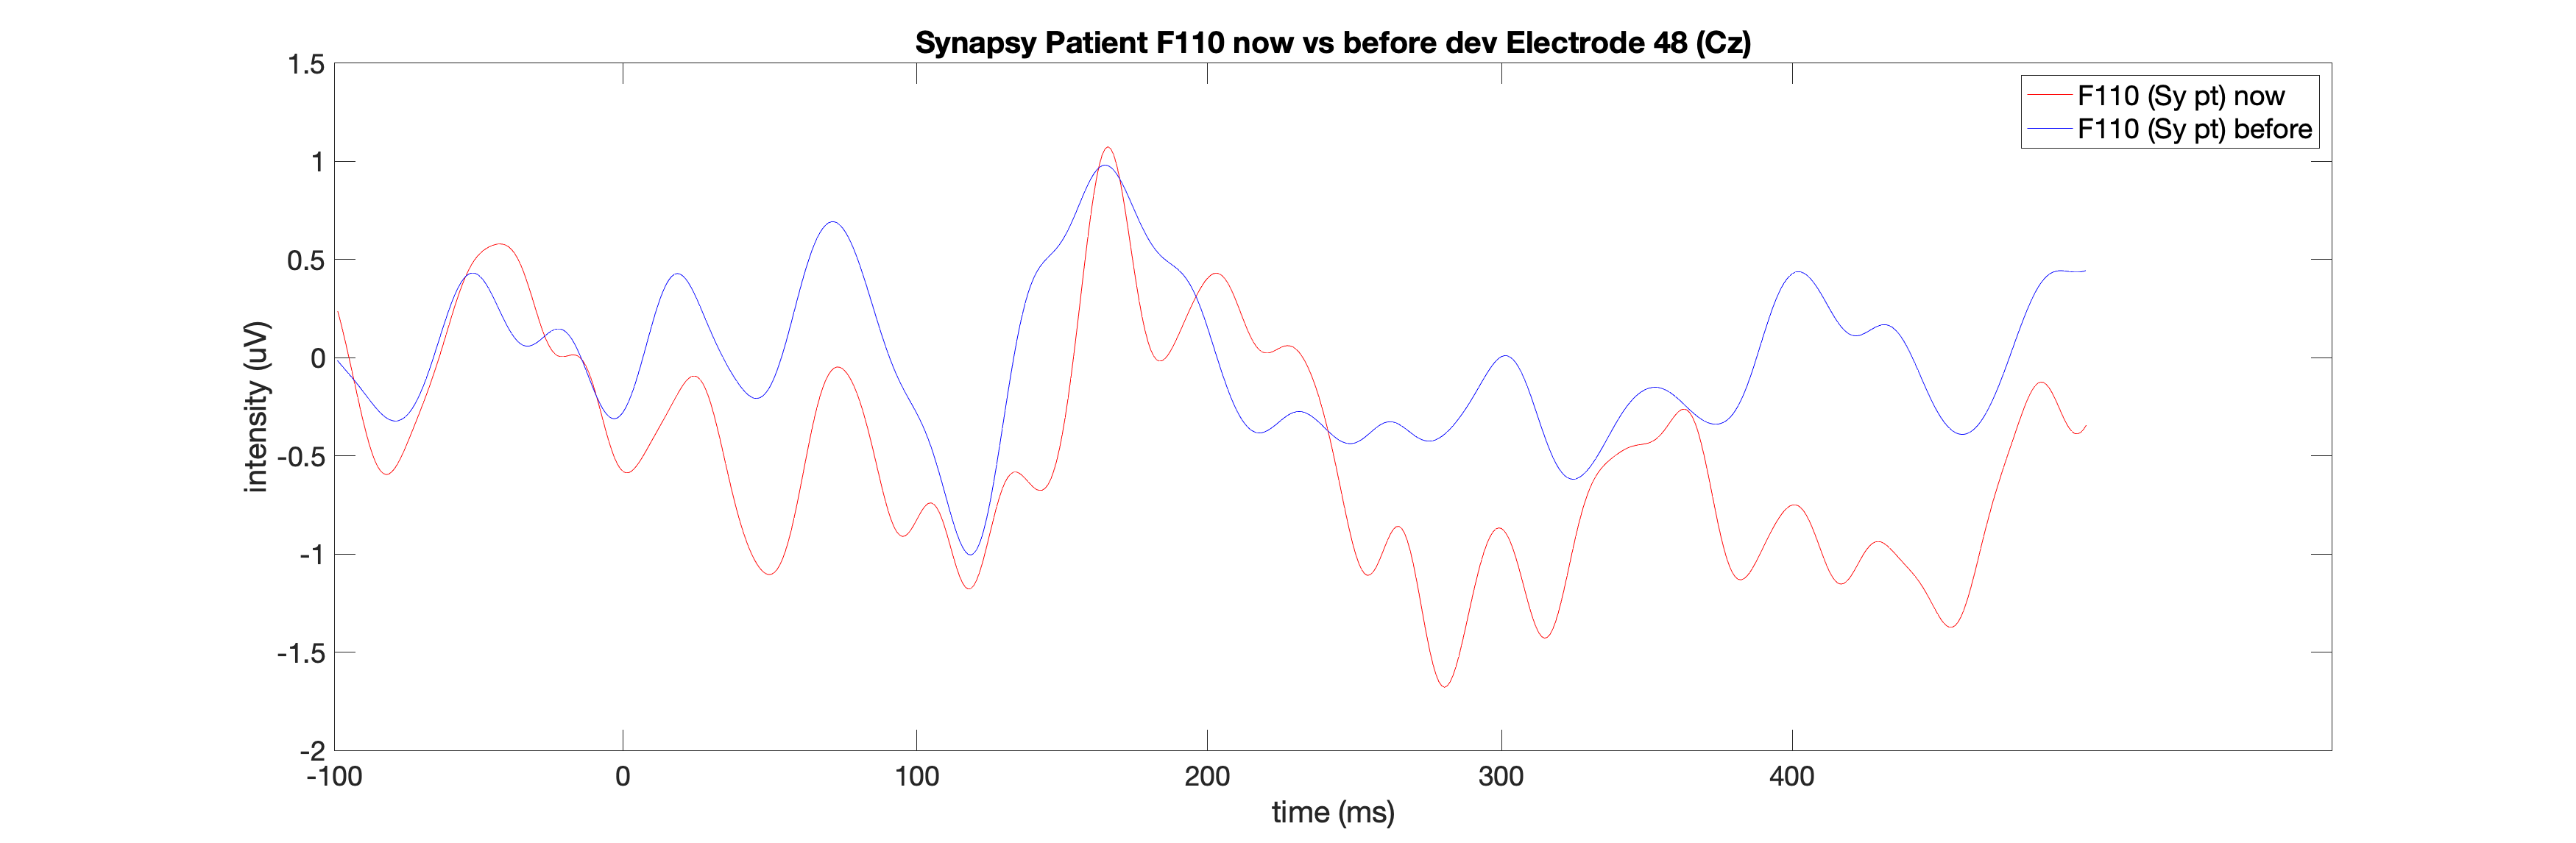 Synapsy Patient F110 now vs before dev Electrode 48 (Cz)
F110 (Sy pt) now
F110 (Sy pt) before
intensity (uV)
1.5
1
0.5
0
-0.5
-1
-1.5
-2
-100 0 100 200 300 400
time (ms)